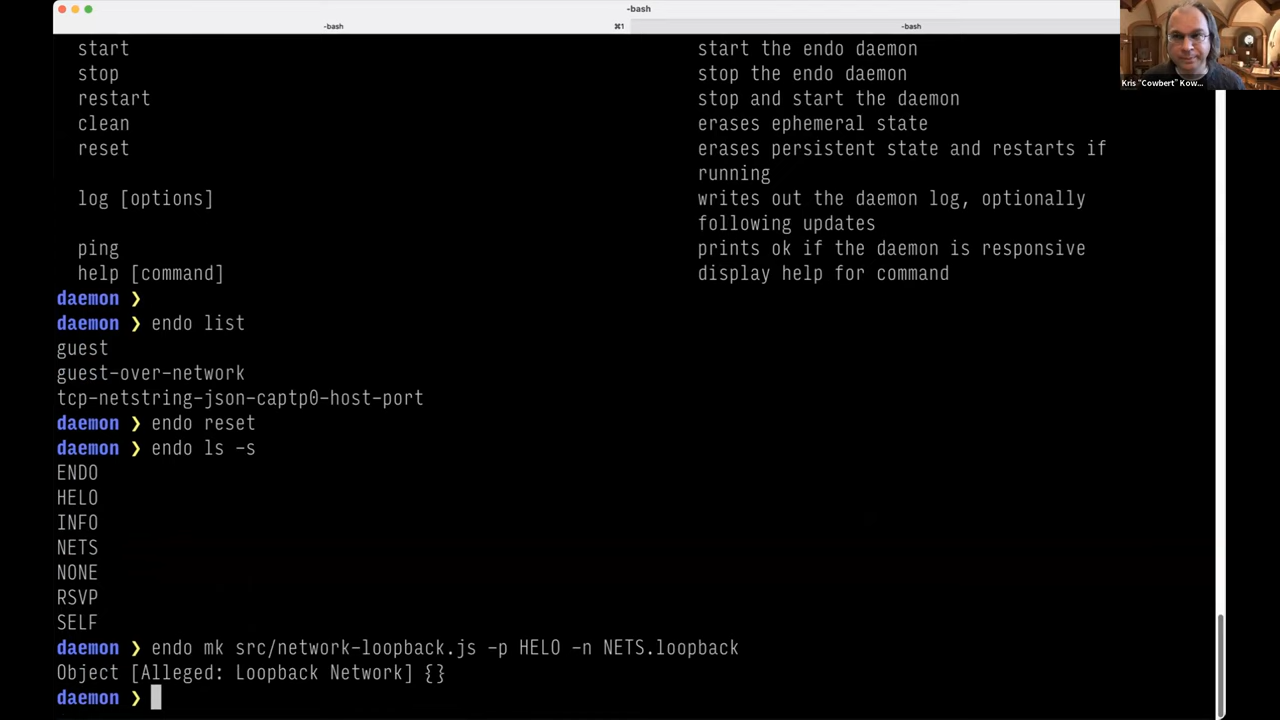 -bash
-bash ⌘1 -bash
start start the endo daemon
stop stop the endo daemon
restart stop and start the daemon
clean erases ephemeral state
reset erases persistent state and restarts if
running
log [options] writes out the daemon log, optionally
following updates
ping prints ok if the daemon is responsive
help [command] display help for command
daemon ❯
daemon ❯ endo list
guest
guest-over-network
tcp-netstring-json-captp0-host-port
daemon ❯ endo reset
daemon ❯ endo ls -s
ENDO
HELO
INFO
NETS
NONE
RSVP
SELF
daemon ❯ endo mk src/network-loopback.js -p HELO -n NETS.loopback
Object [Alleged: Loopback Network] {}
daemon ❯
Kris "Cowbert" Kow...